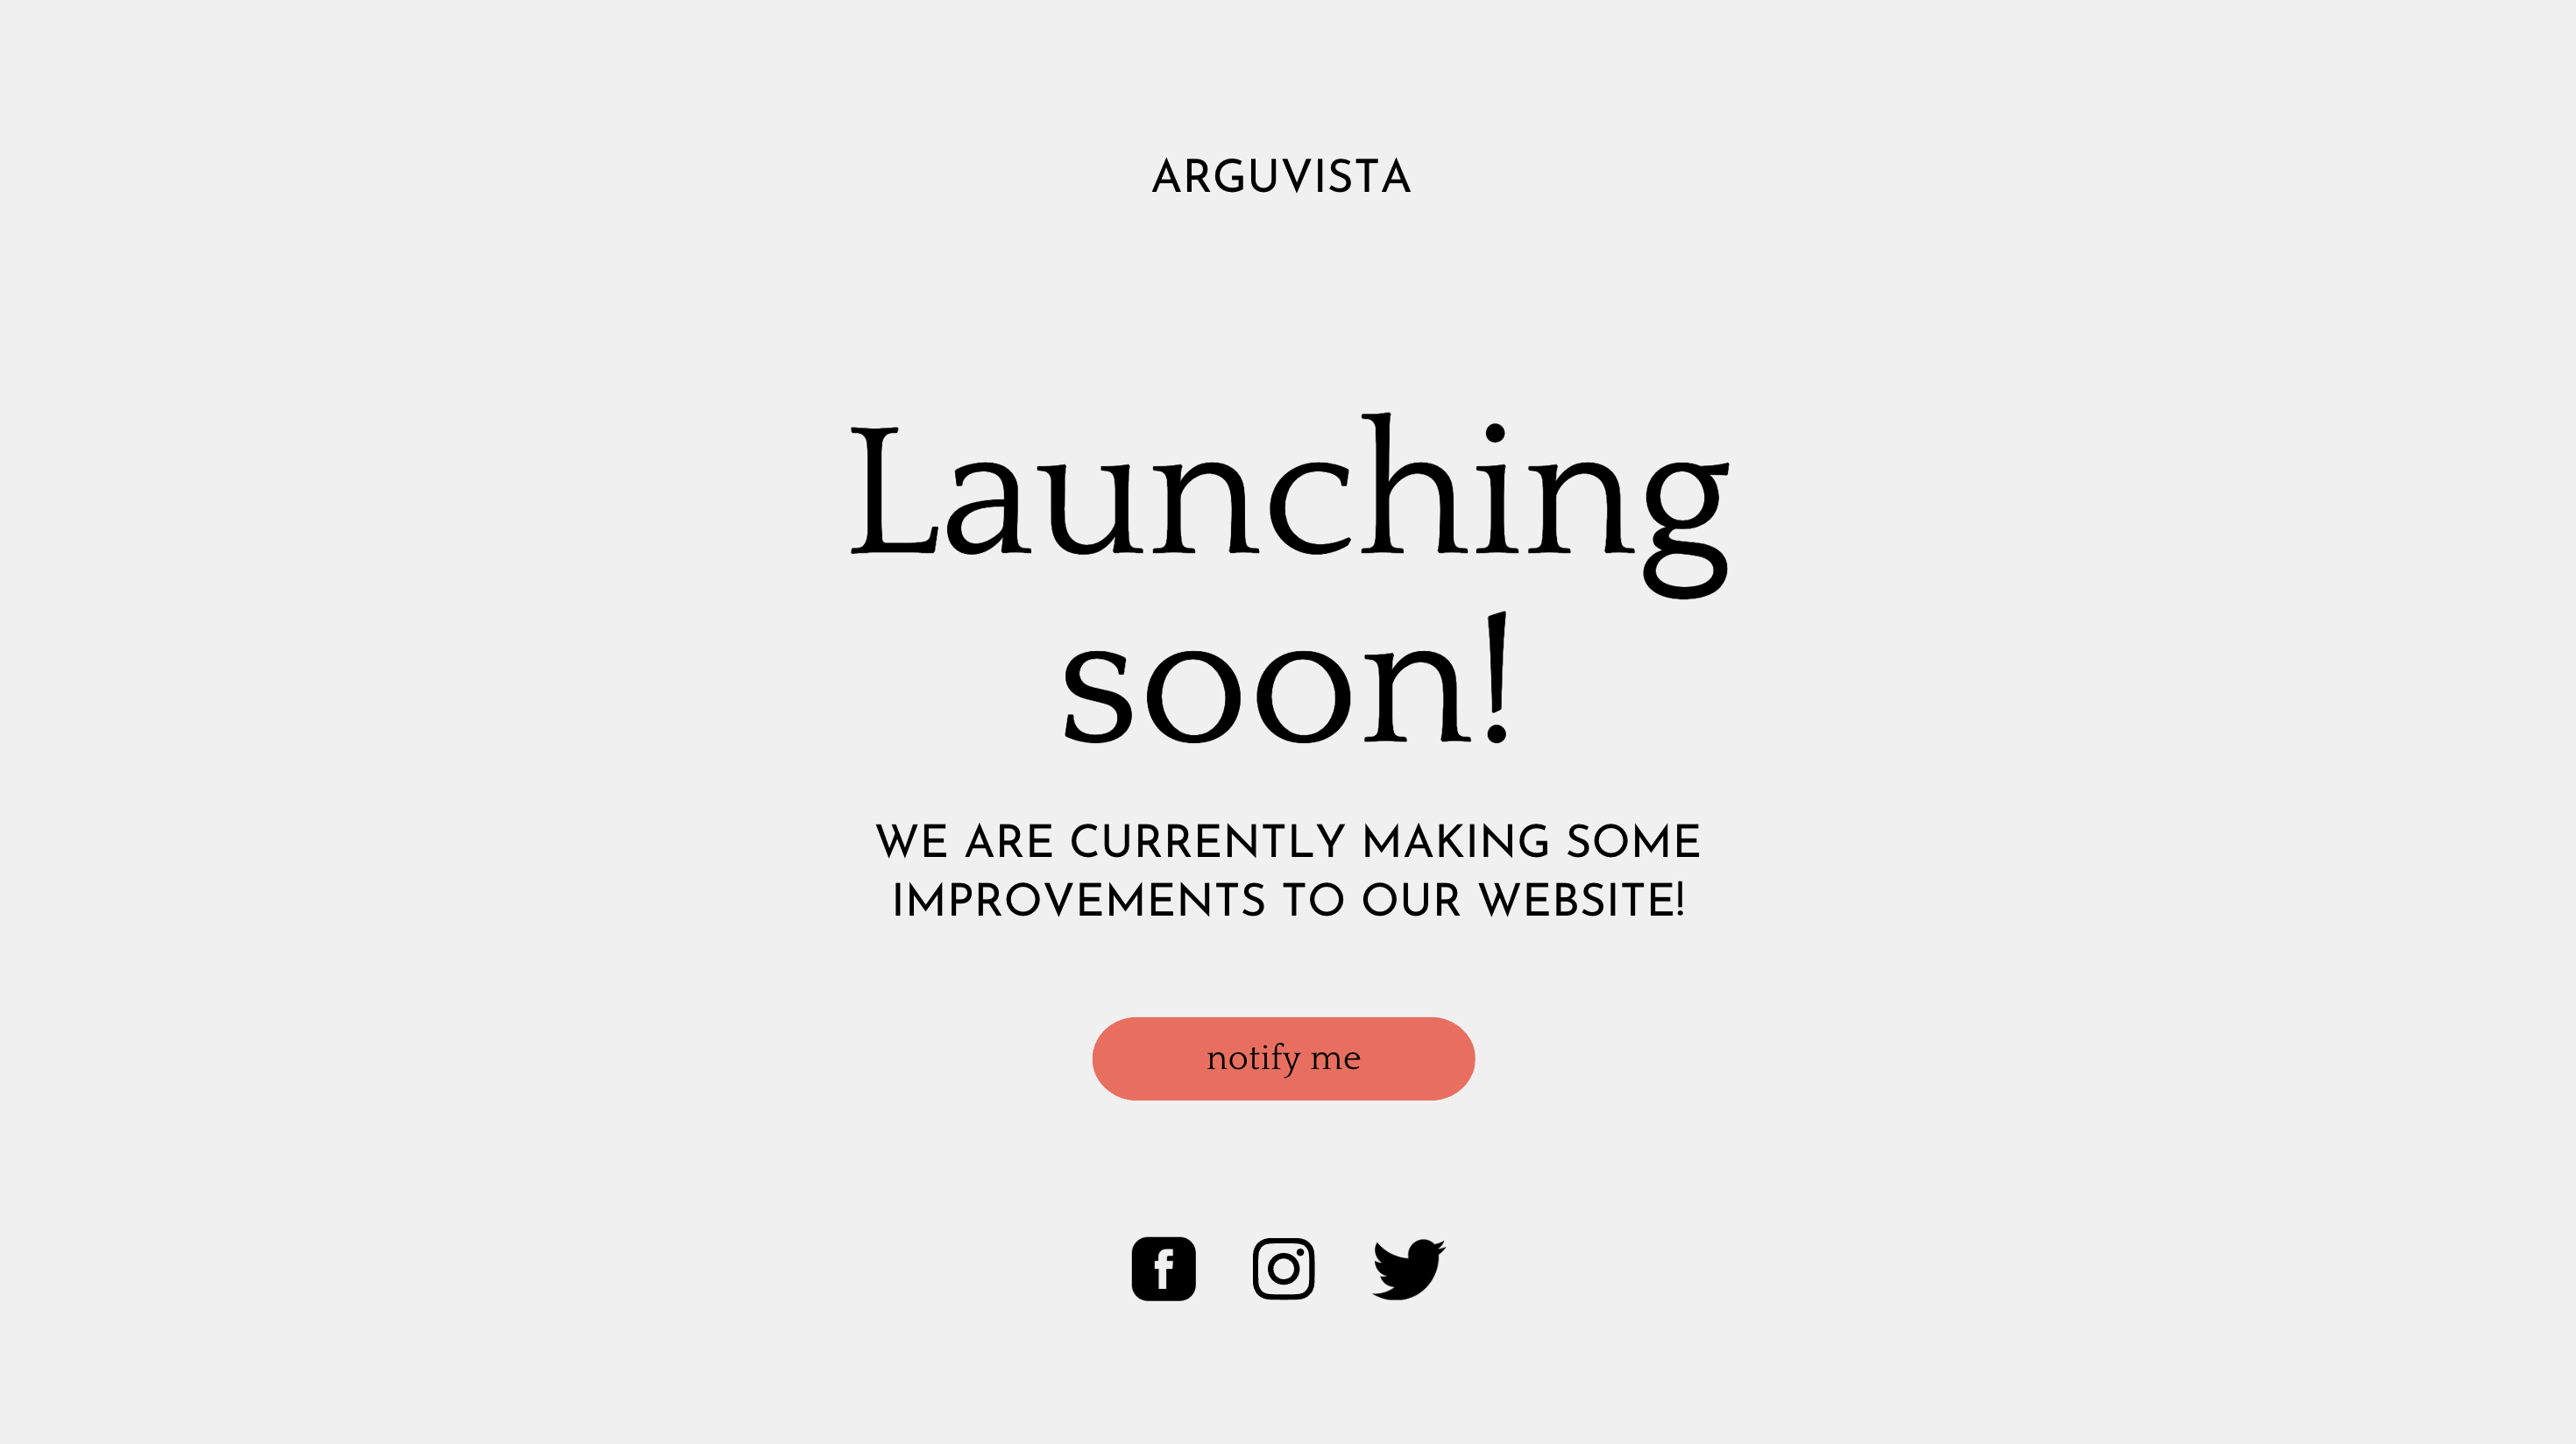 ARGUVISTA
Launching
soon!
WE ARE CURRENTLY MAKING SOME
IMPROVEMENTS TO OUR WEBSITE!
notify me